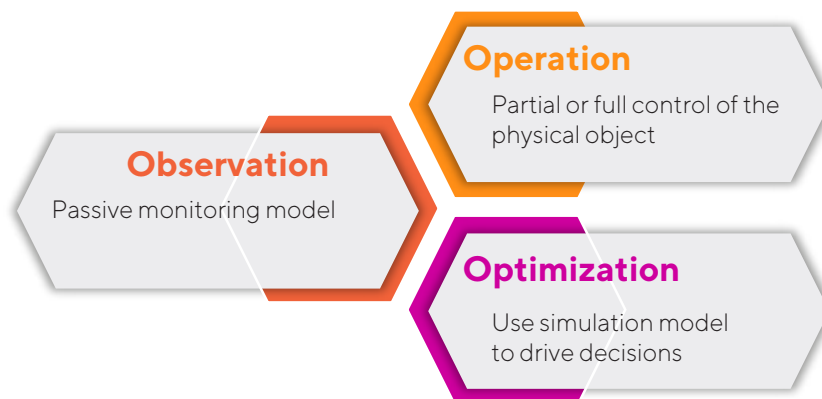 Observation
Passive monitoring model
Operation
Partial or full control of the
physical object
Optimization
Use simulation model
to drive decisions